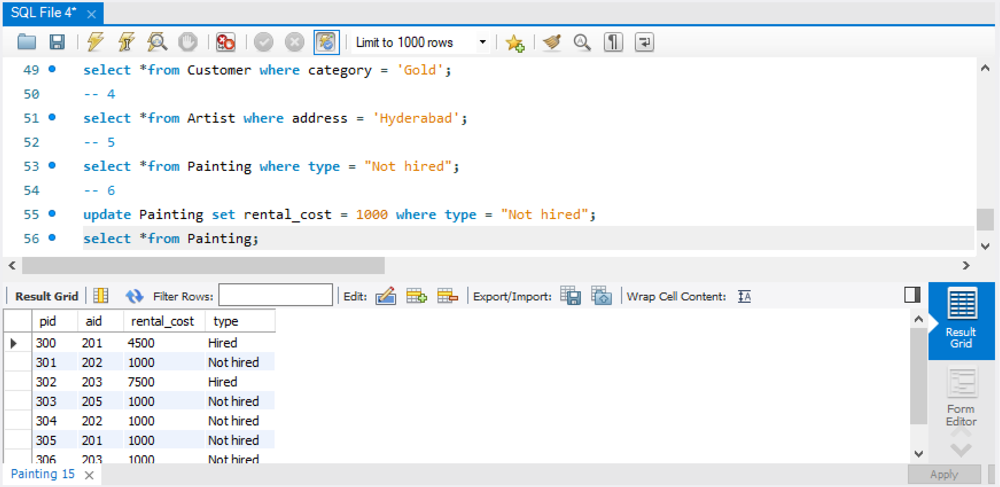 SQL File 4*
Limit to 1000 rows
49 select *from Customer where category = 'Gold';
50 -- 4
51 select *from Artist where address = 'Hyderabad';
52 -- 5
53 select *from Painting where type = "Not hired";
54 -- 6
55 update Painting set rental_cost = 1000 where type = "Not hired";
56 select *from Painting;
Result Grid Filter Rows: Edit: Export/Import: Wrap Cell Content:
pid aid rental_cost type
300 201 4500 Hired
301 202 1000 Not hired
302 203 7500 Hired
303 205 1000 Not hired
304 202 1000 Not hired
305 201 1000 Not hired
306 203 1000 Not hired
Result
Grid
Form
Editor
Painting 15
Apply